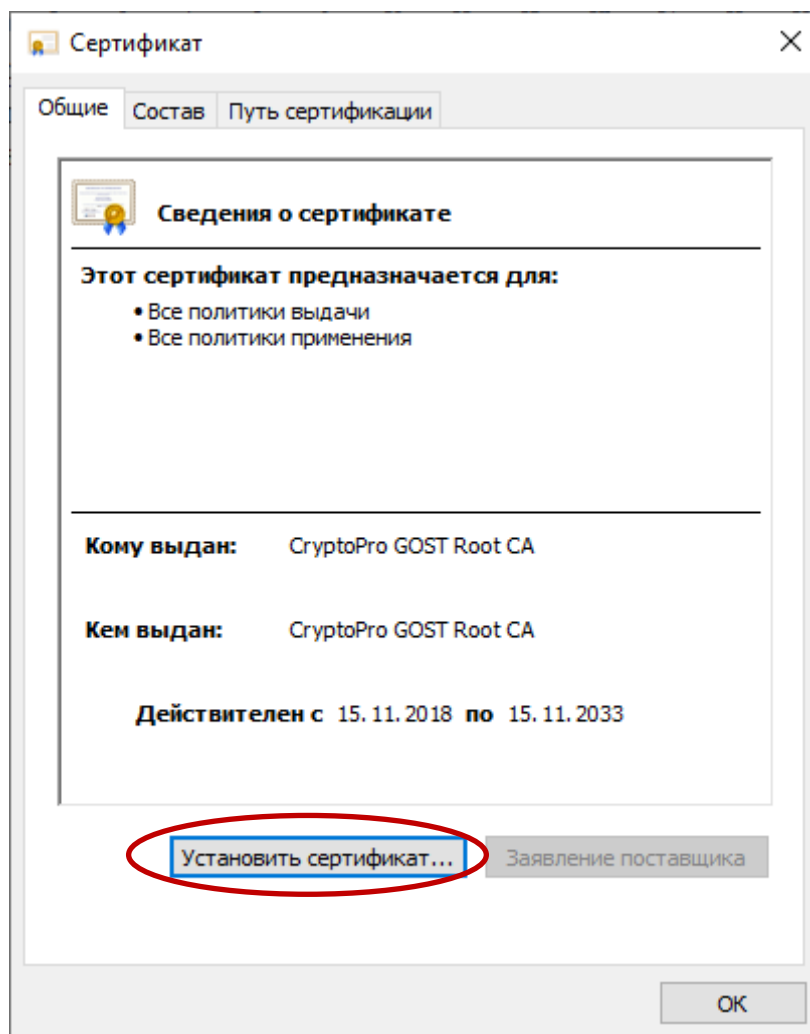 Сертификат
Общие Состав Путь сертификации
Сведения о сертификате
Этот сертификат предназначается для:
• Все политики выдачи
• Все политики применения
Кому выдан: CryptoPro GOST Root CA
Кем выдан: CryptoPro GOST Root CA
Действителен с 15. 11. 2018 по 15. 11. 2033
Установить сертификат... Заявление поставщика
ОК